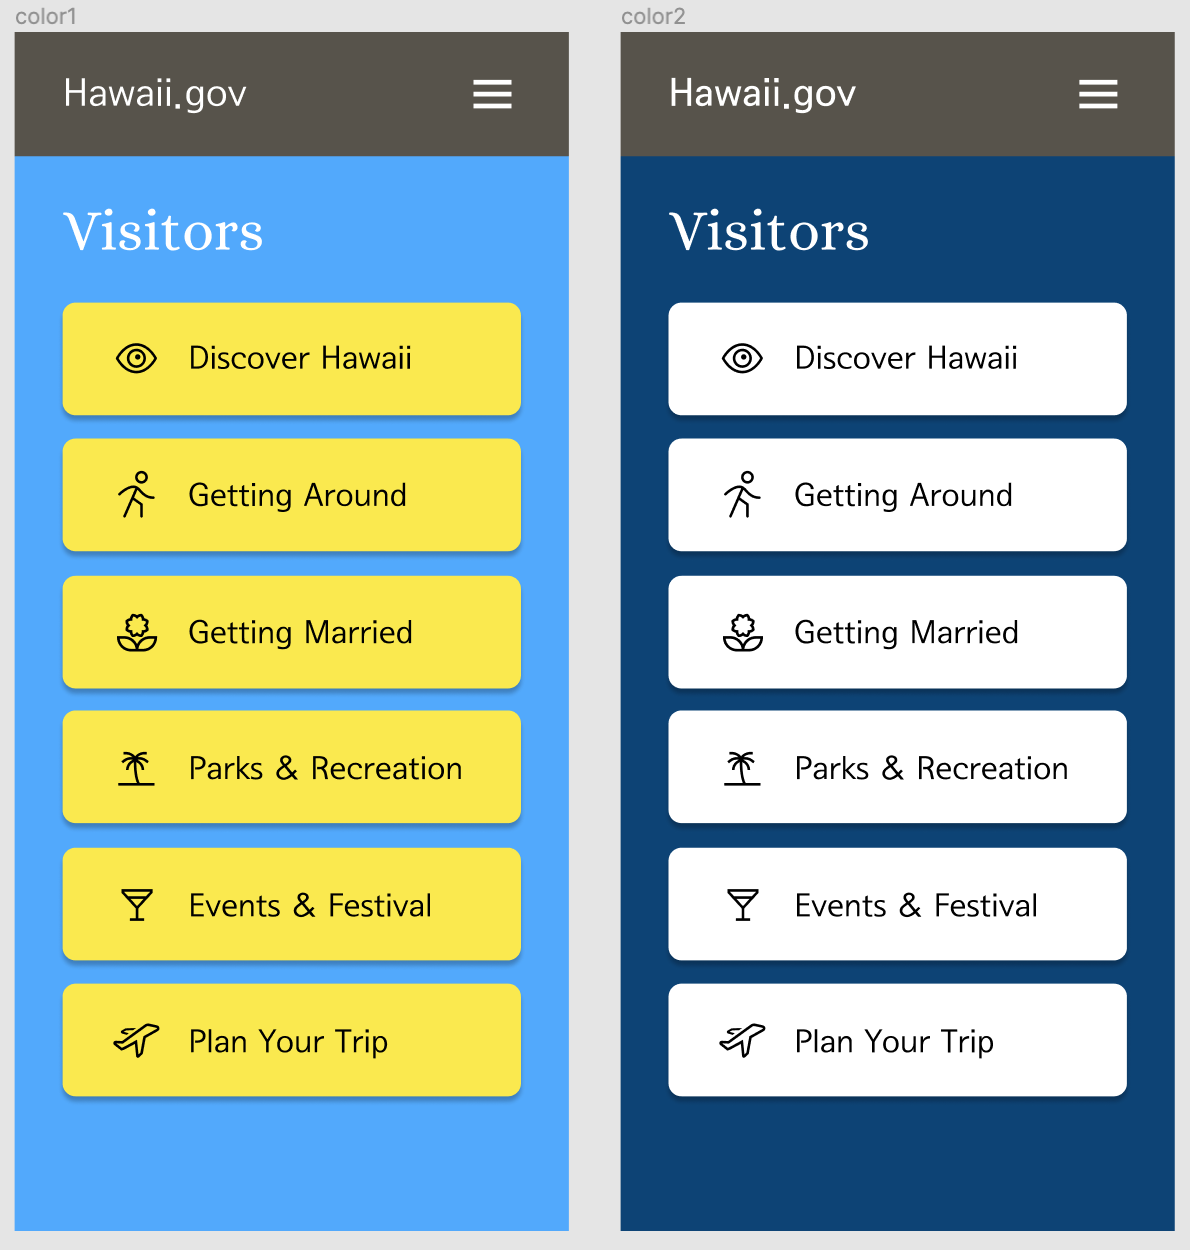 color1
Hawaii.gov
Visitors
Discover Hawaii
Getting Around
Getting Married
Parks & Recreation
Events & Festival
Plan Your Trip
color2
Hawaii.gov
Visitors
Discover Hawaii
Getting Around
Getting Married
Parks & Recreation
Events & Festival
Plan Your Trip